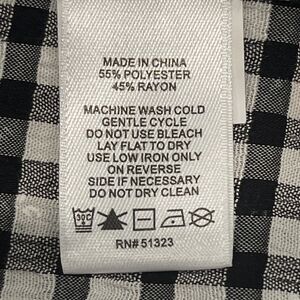 MADE IN CHINA
55% POLYESTER
45% RAYON
MACHINE WASH COLD
GENTLE CYCLE
DO NOT USE BLEACH
LAY FLAT TO DRY
USE LOW IRON ONLY
ON REVERSE
SIDE IF NECESSARY
DO NOT DRY CLEAN
30C
RN# 51323